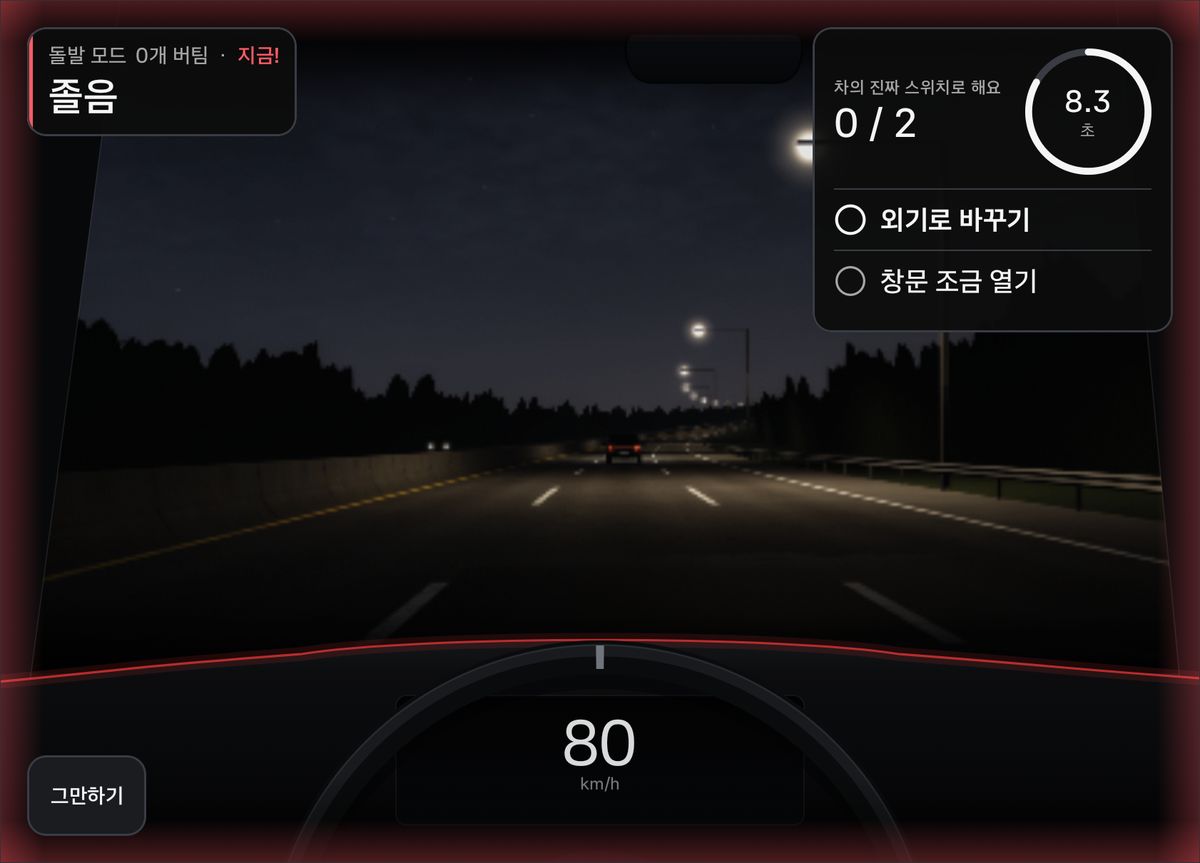 돌발 모드 0개 버팀 · 지금!
졸음
차의 진짜 스위치로 해요
0 / 2
8.3
초
외기로 바꾸기
창문 조금 열기
80
km/h
그만하기